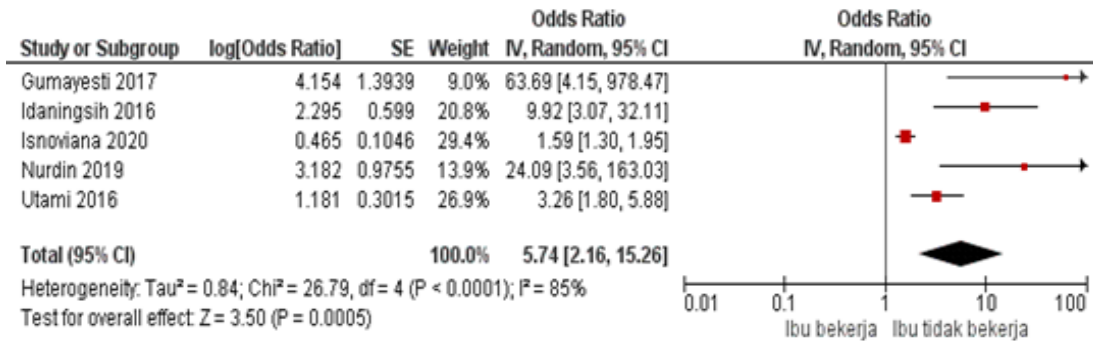 Odds Ratio Odds Ratio
Study or Subgroup log[Odds Ratio] SE Weight IV, Random, 95% CI IV, Random, 95% CI
Gumayesti 2017 4.154 1.3939 9.0% 63.69 [4.15, 978.47]
Idaningsih 2016 2.295 0.599 20.8% 9.92 [3.07, 32.11]
Isnoviana 2020 0.465 0.1046 29.4% 1.59 [1.30, 1.95]
Nurdin 2019 3.182 0.9755 13.9% 24.09 [3.56, 163.03]
Utami 2016 1.181 0.3015 26.9% 3.26 [1.80, 5.88]
Total (95% CI) 100.0% 5.74 [2.16, 15.26]
Heterogeneity: Tau² = 0.84; Chi² = 26.79, df = 4 (P < 0.0001); I² = 85%
Test for overall effect: Z = 3.50 (P = 0.0005)
0.01 0.1 1 10 100
Ibu bekerja Ibu tidak bekerja